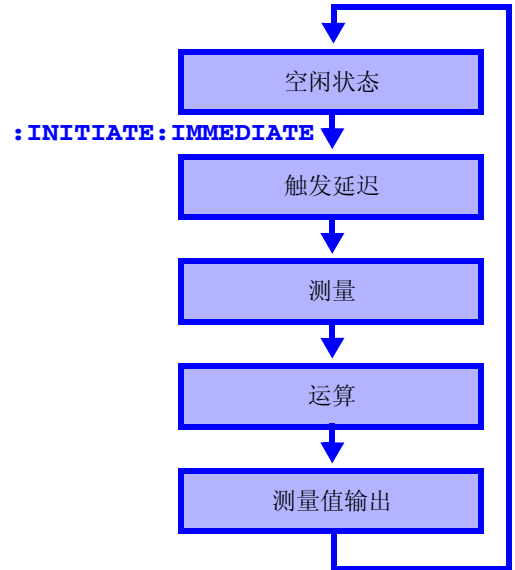 空闲状态
:INITIATE:IMMEDIATE
触发延迟
测量
运算
测量值输出